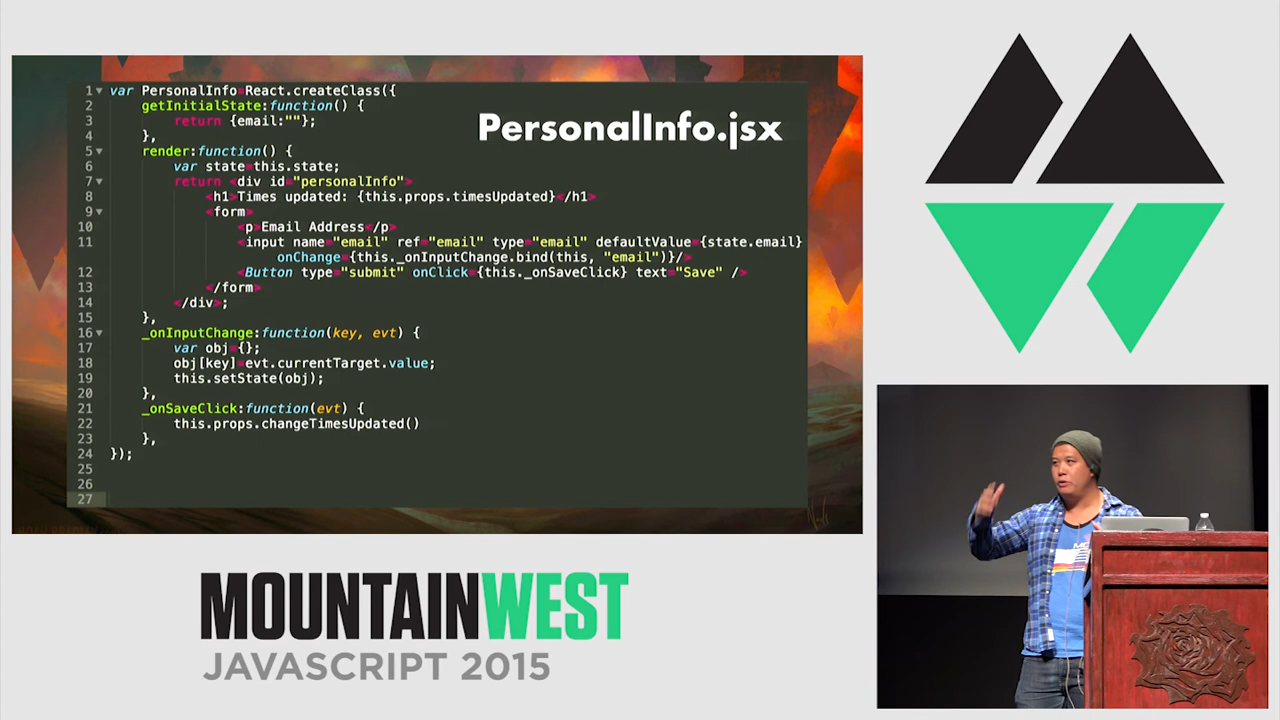 PersonalInfo.jsx
1 var PersonalInfo=React.createClass({
2 getInitialState:function() {
3 return {email:""};
4 },
5 render:function() {
6 var state=this.state;
7 return <div id="personalInfo">
8 <h1>Times updated: {this.props.timesUpdated}</h1>
9 <form>
10 <p>Email Address</p>
11 <input name="email" ref="email" type="email" defaultValue={state.email}
onChange={this._onInputChange.bind(this, "email")}/>
12 <Button type="submit" onClick={this._onSaveClick} text="Save" />
13 </form>
14 </div>;
15 },
16 _onInputChange:function(key, evt) {
17 var obj={};
18 obj[key]=evt.currentTarget.value;
19 this.setState(obj);
20 },
21 _onSaveClick:function(evt) {
22 this.props.changeTimesUpdated()
23 },
24 });
25
26
27
MOUNTAINWEST
JAVASCRIPT 2015